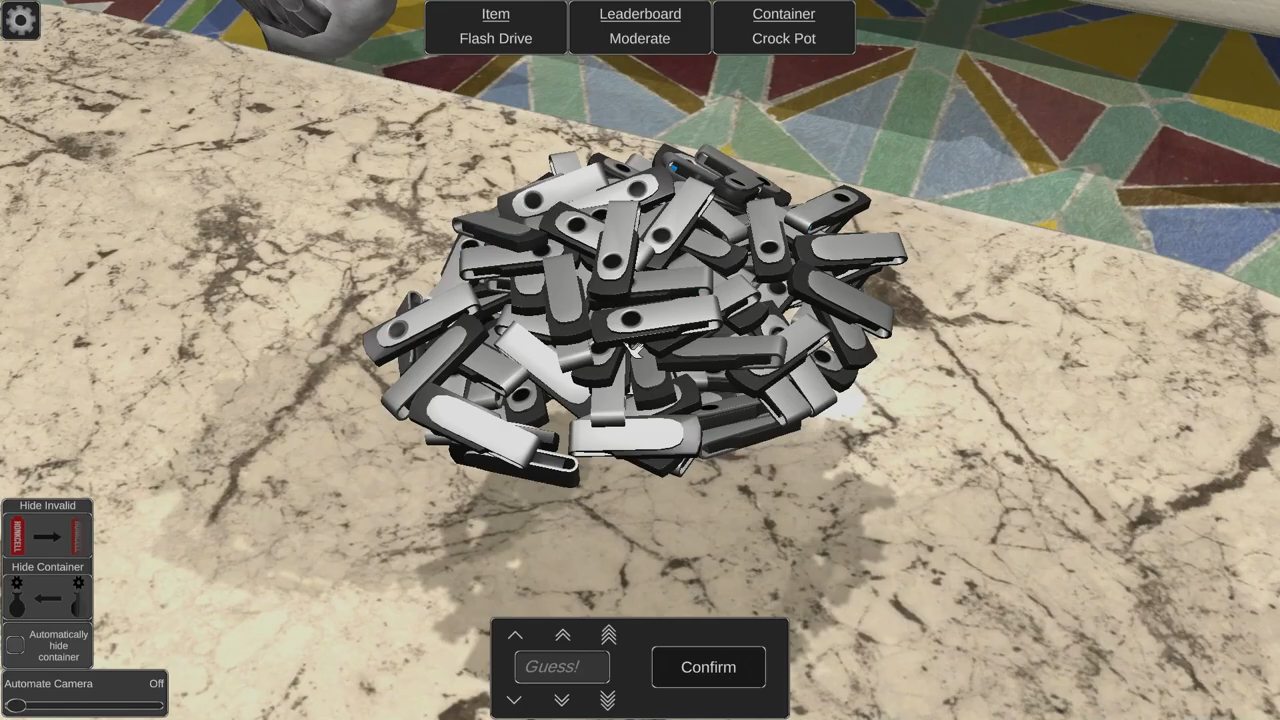 Item
Flash Drive
Leaderboard
Moderate
Container
Crock Pot
Hide Invalid
Hide Container
Automatically
hide
container
Automate Camera
Off
Guess!
Confirm